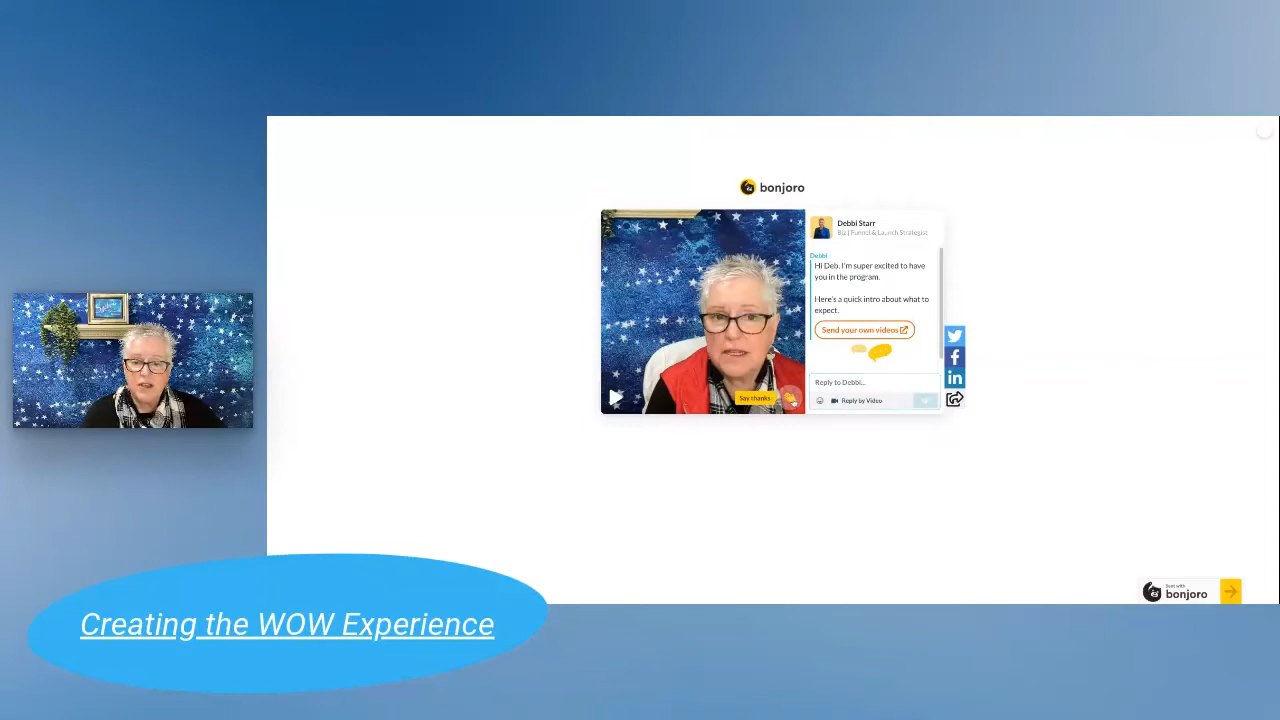 bonjoro
Debbi Starr
Biz | Funnel & Launch Strategist
Debbi
Hi Deb, I'm super excited to have
you in the program.
Here's a quick intro about what to
expect.
Send your own videos
Say thanks
Reply to Debbi...
Reply by Video
Sent with
bonjoro
Creating the WOW Experience